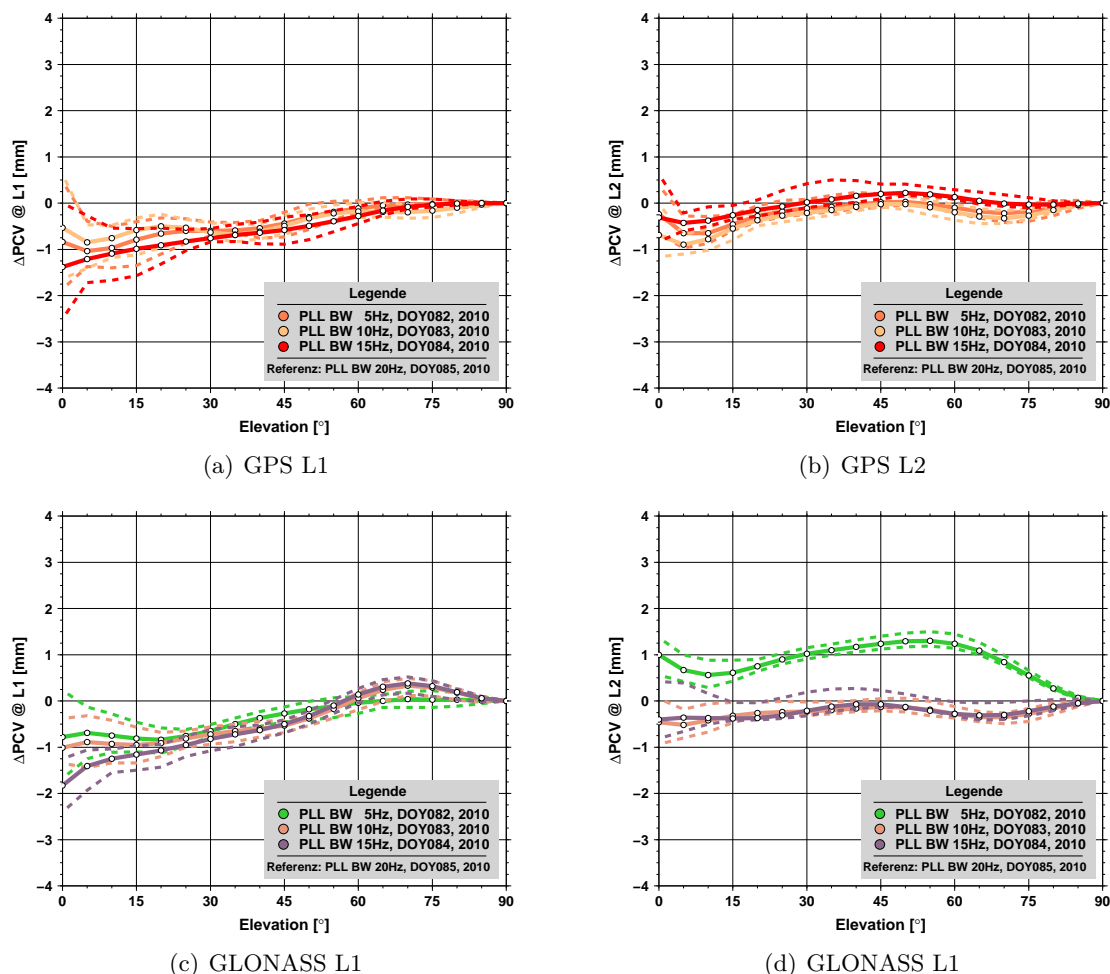 4
3
2
1
0
−1
−2
−3
−4
ΔPCV @ L1 [mm]
Legende
PLL BW 5Hz, DOY082, 2010
PLL BW 10Hz, DOY083, 2010
PLL BW 15Hz, DOY084, 2010
Referenz: PLL BW 20Hz, DOY085, 2010
0 15 30 45 60 75 90
Elevation [°]
(a) GPS L1
4
3
2
1
0
−1
−2
−3
−4
ΔPCV @ L2 [mm]
Legende
PLL BW 5Hz, DOY082, 2010
PLL BW 10Hz, DOY083, 2010
PLL BW 15Hz, DOY084, 2010
Referenz: PLL BW 20Hz, DOY085, 2010
0 15 30 45 60 75 90
Elevation [°]
(b) GPS L2
4
3
2
1
0
−1
−2
−3
−4
ΔPCV @ L1 [mm]
Legende
PLL BW 5Hz, DOY082, 2010
PLL BW 10Hz, DOY083, 2010
PLL BW 15Hz, DOY084, 2010
Referenz: PLL BW 20Hz, DOY085, 2010
0 15 30 45 60 75 90
Elevation [°]
(c) GLONASS L1
4
3
2
1
0
−1
−2
−3
−4
ΔPCV @ L2 [mm]
Legende
PLL BW 5Hz, DOY082, 2010
PLL BW 10Hz, DOY083, 2010
PLL BW 15Hz, DOY084, 2010
Referenz: PLL BW 20Hz, DOY085, 2010
0 15 30 45 60 75 90
Elevation [°]
(d) GLONASS L1